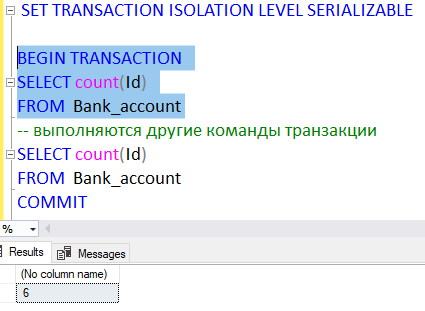 SET TRANSACTION ISOLATION LEVEL SERIALIZABLE
BEGIN TRANSACTION
SELECT count(Id)
FROM Bank_account
-- выполняются другие команды транзакции
SELECT count(Id)
FROM Bank_account
COMMIT
%
Results Messages
(No column name)
6